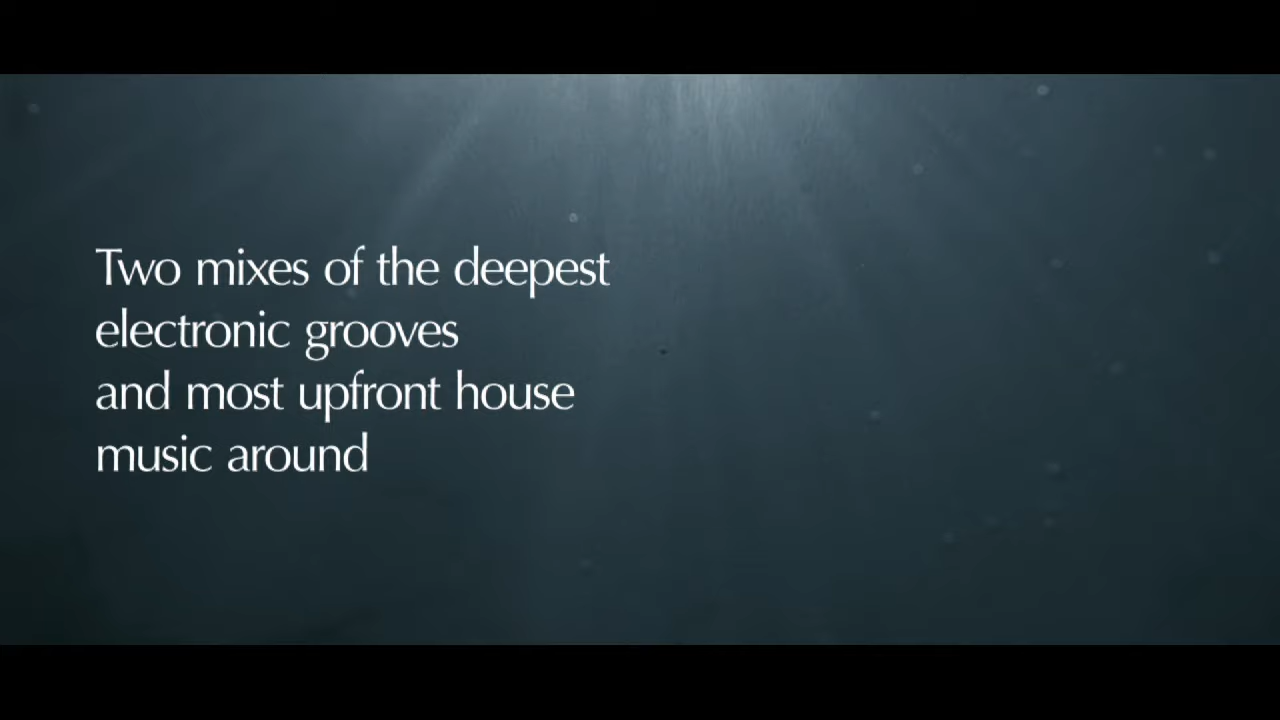 Two mixes of the deepest
electronic grooves
and most upfront house
music around